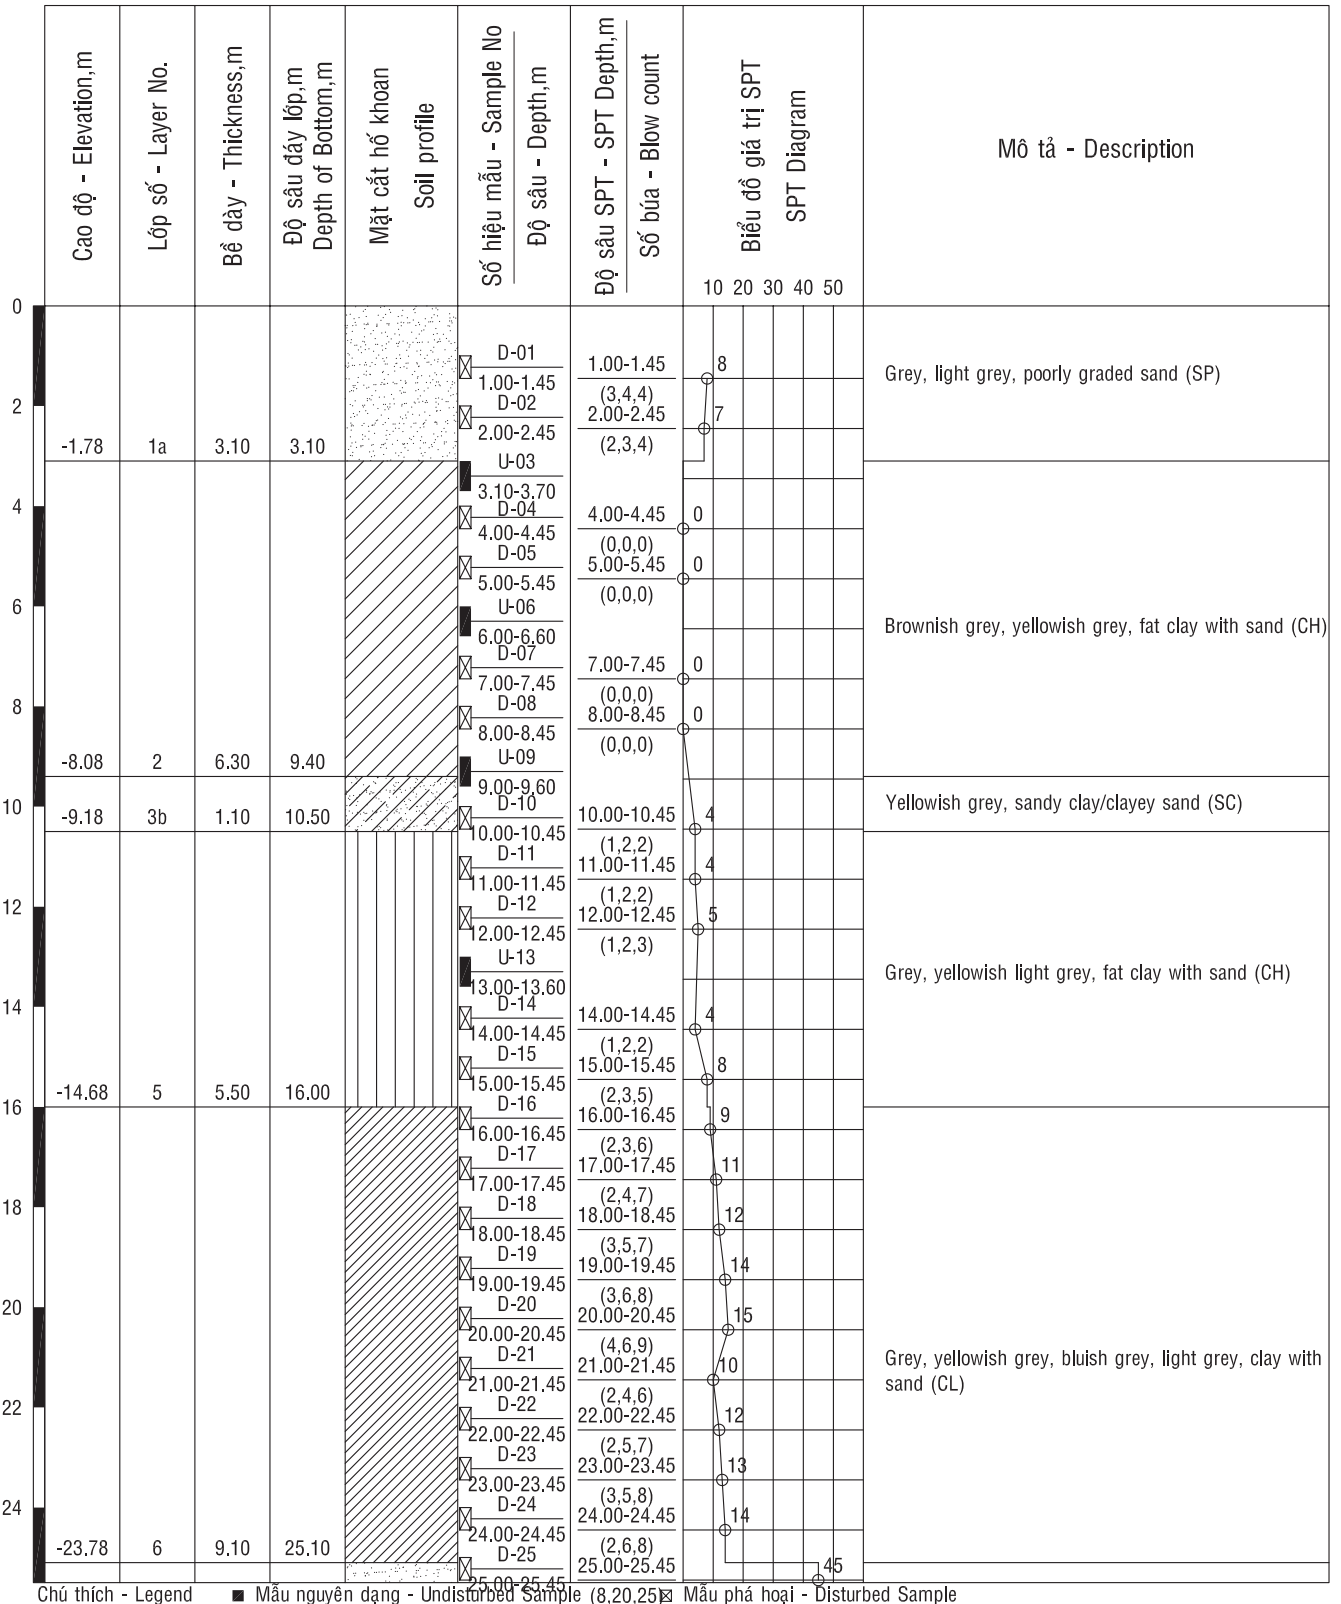 Cao độ - Elevation,m
Lớp số - Layer No.
Bề dày - Thickness,m
Độ sâu đáy lớp,m
Depth of Bottom,m
Mặt cắt hố khoan
Soil profile
Số hiệu mẫu - Sample No
Độ sâu - Depth,m
Độ sâu SPT - SPT Depth,m
Số búa - Blow count
Biểu đồ giá trị SPT
SPT Diagram
10 20 30 40 50
Mô tả - Description
0
D-01
1.00-1.45
1.00-1.45
(3,4,4)
8
Grey, light grey, poorly graded sand (SP)
2
D-02
2.00-2.45
2.00-2.45
(2,3,4)
7
-1.78 1a 3.10 3.10
U-03
3.10-3.70
4
D-04
4.00-4.45
4.00-4.45
(0,0,0)
0
D-05
5.00-5.45
5.00-5.45
(0,0,0)
0
6
U-06
6.00-6.60
Brownish grey, yellowish grey, fat clay with sand (CH)
D-07
7.00-7.45
7.00-7.45
(0,0,0)
0
8
D-08
8.00-8.45
8.00-8.45
(0,0,0)
0
-8.08 2 6.30 9.40
U-09
9.00-9.60
10
D-10
10.00-10.45
10.00-10.45
(1,2,2)
4
Yellowish grey, sandy clay/clayey sand (SC)
-9.18 3b 1.10 10.50
D-11
11.00-11.45
11.00-11.45
(1,2,2)
4
12
D-12
12.00-12.45
12.00-12.45
(1,2,3)
5
U-13
13.00-13.60
Grey, yellowish light grey, fat clay with sand (CH)
14
D-14
14.00-14.45
14.00-14.45
(1,2,2)
4
D-15
15.00-15.45
15.00-15.45
(2,3,5)
8
-14.68 5 5.50 16.00
16
D-16
16.00-16.45
16.00-16.45
(2,3,6)
9
D-17
17.00-17.45
17.00-17.45
(2,4,7)
11
18
D-18
18.00-18.45
18.00-18.45
(3,5,7)
12
D-19
19.00-19.45
19.00-19.45
(3,6,8)
14
20
D-20
20.00-20.45
20.00-20.45
(4,6,9)
15
D-21
21.00-21.45
21.00-21.45
(2,4,6)
10
Grey, yellowish grey, bluish grey, light grey, clay with
sand (CL)
22
D-22
22.00-22.45
22.00-22.45
(2,5,7)
12
D-23
23.00-23.45
23.00-23.45
(3,5,8)
13
24
D-24
24.00-24.45
24.00-24.45
(2,6,8)
14
-23.78 6 9.10 25.10
D-25
25.00-25.45
25.00-25.45
(8,20,25)
45
Chú thích - Legend
Mẫu nguyên dạng - Undisturbed Sample
Mẫu phá hoại - Disturbed Sample